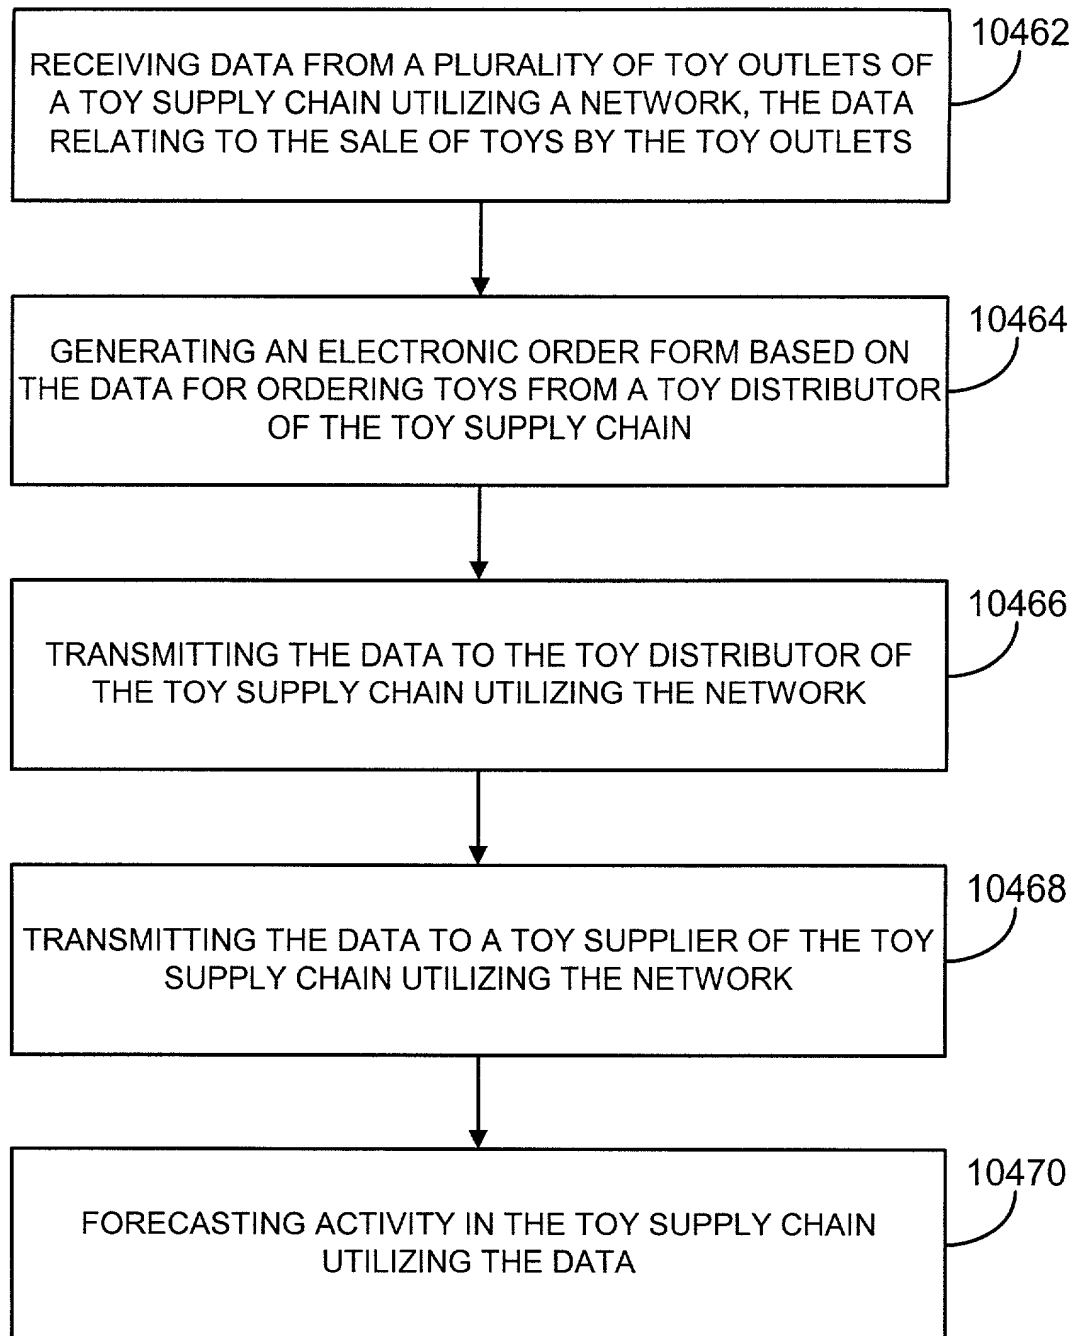 RECEIVING DATA FROM A PLURALITY OF TOY OUTLETS OF
A TOY SUPPLY CHAIN UTILIZING A NETWORK, THE DATA
RELATING TO THE SALE OF TOYS BY THE TOY OUTLETS
10462
GENERATING AN ELECTRONIC ORDER FORM BASED ON
THE DATA FOR ORDERING TOYS FROM A TOY DISTRIBUTOR
OF THE TOY SUPPLY CHAIN
10464
TRANSMITTING THE DATA TO THE TOY DISTRIBUTOR OF
THE TOY SUPPLY CHAIN UTILIZING THE NETWORK
10466
TRANSMITTING THE DATA TO A TOY SUPPLIER OF THE TOY
SUPPLY CHAIN UTILIZING THE NETWORK
10468
FORECASTING ACTIVITY IN THE TOY SUPPLY CHAIN
UTILIZING THE DATA
10470